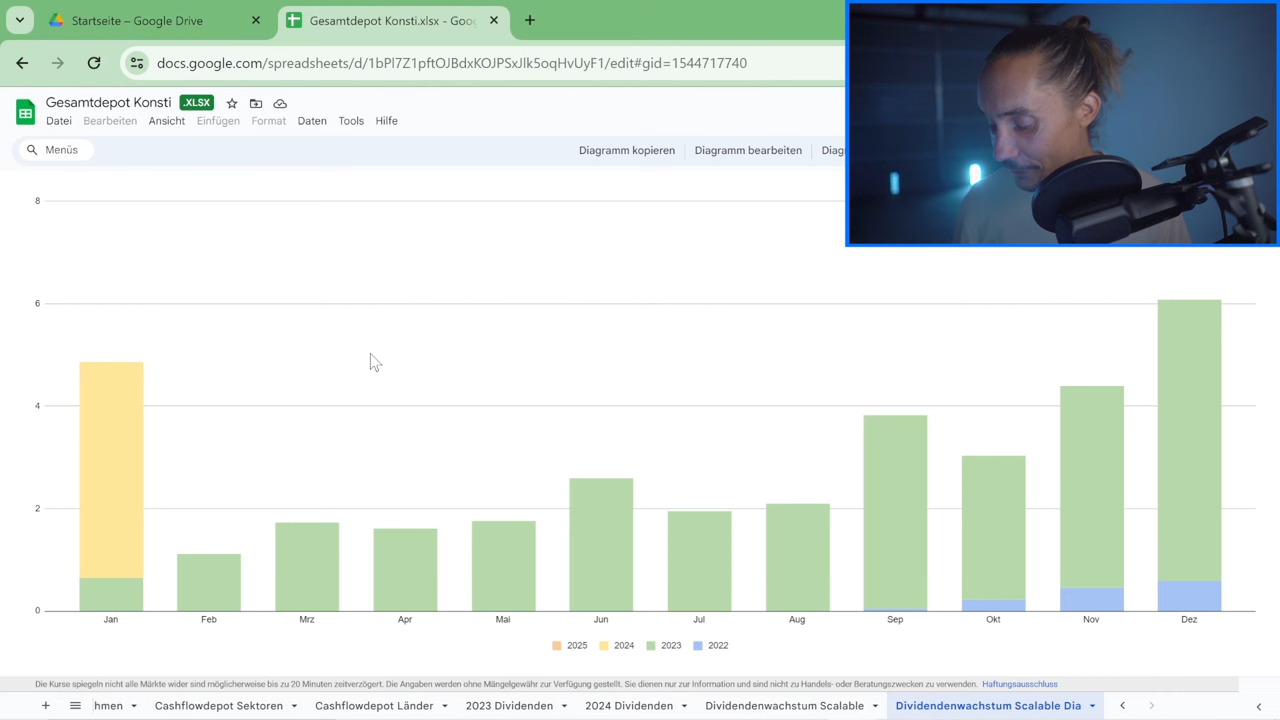 Startseite – Google Drive
Gesamtdepot Konsti.xlsx - Goo
docs.google.com/spreadsheets/d/1bPl7Z1pftOJBdxKOJPSxJlk5oqHvUyF1/edit#gid=1544717740
Gesamtdepot Konsti .XLSX
Datei Bearbeiten Ansicht Einfügen Format Daten Tools Hilfe
Menüs Diagramm kopieren Diagramm bearbeiten Diag
8
6
4
2
0
Jan Feb Mrz Apr Mai Jun Jul Aug Sep Okt Nov Dez
2025 2024 2023 2022
Die Kurse spiegeln nicht alle Märkte wider sind möglicherweise bis zu 20 Minuten zeitverzögert. Die Angaben werden ohne Mängelgewähr zur Verfügung gestellt. Sie dienen nur zur Information und sind nicht zu Handels- oder Beratungszwecken zu verwenden. Haftungsausschluss
hmen Cashflowdepot Sektoren Cashflowdepot Länder 2023 Dividenden 2024 Dividenden Dividendenwachstum Scalable Dividendenwachstum Scalable Dia